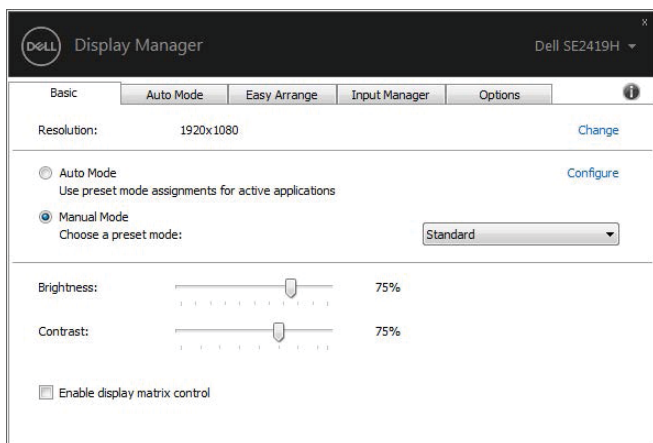 x
DELL Display Manager Dell SE2419H
Basic Auto Mode Easy Arrange Input Manager Options i
Resolution: 1920x1080 Change
Auto Mode Configure
Use preset mode assignments for active applications
Manual Mode
Choose a preset mode: Standard
Brightness: 75%
Contrast: 75%
Enable display matrix control